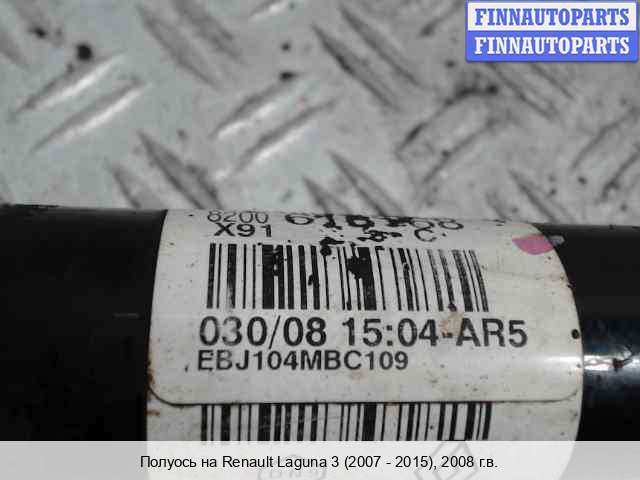 FINNAUTOPARTS
FINNAUTOPARTS
8200
X91 C
030/08 15:04-AR5
EBJ104MBC109
Полуось на Renault Laguna 3 (2007 - 2015), 2008 г.в.